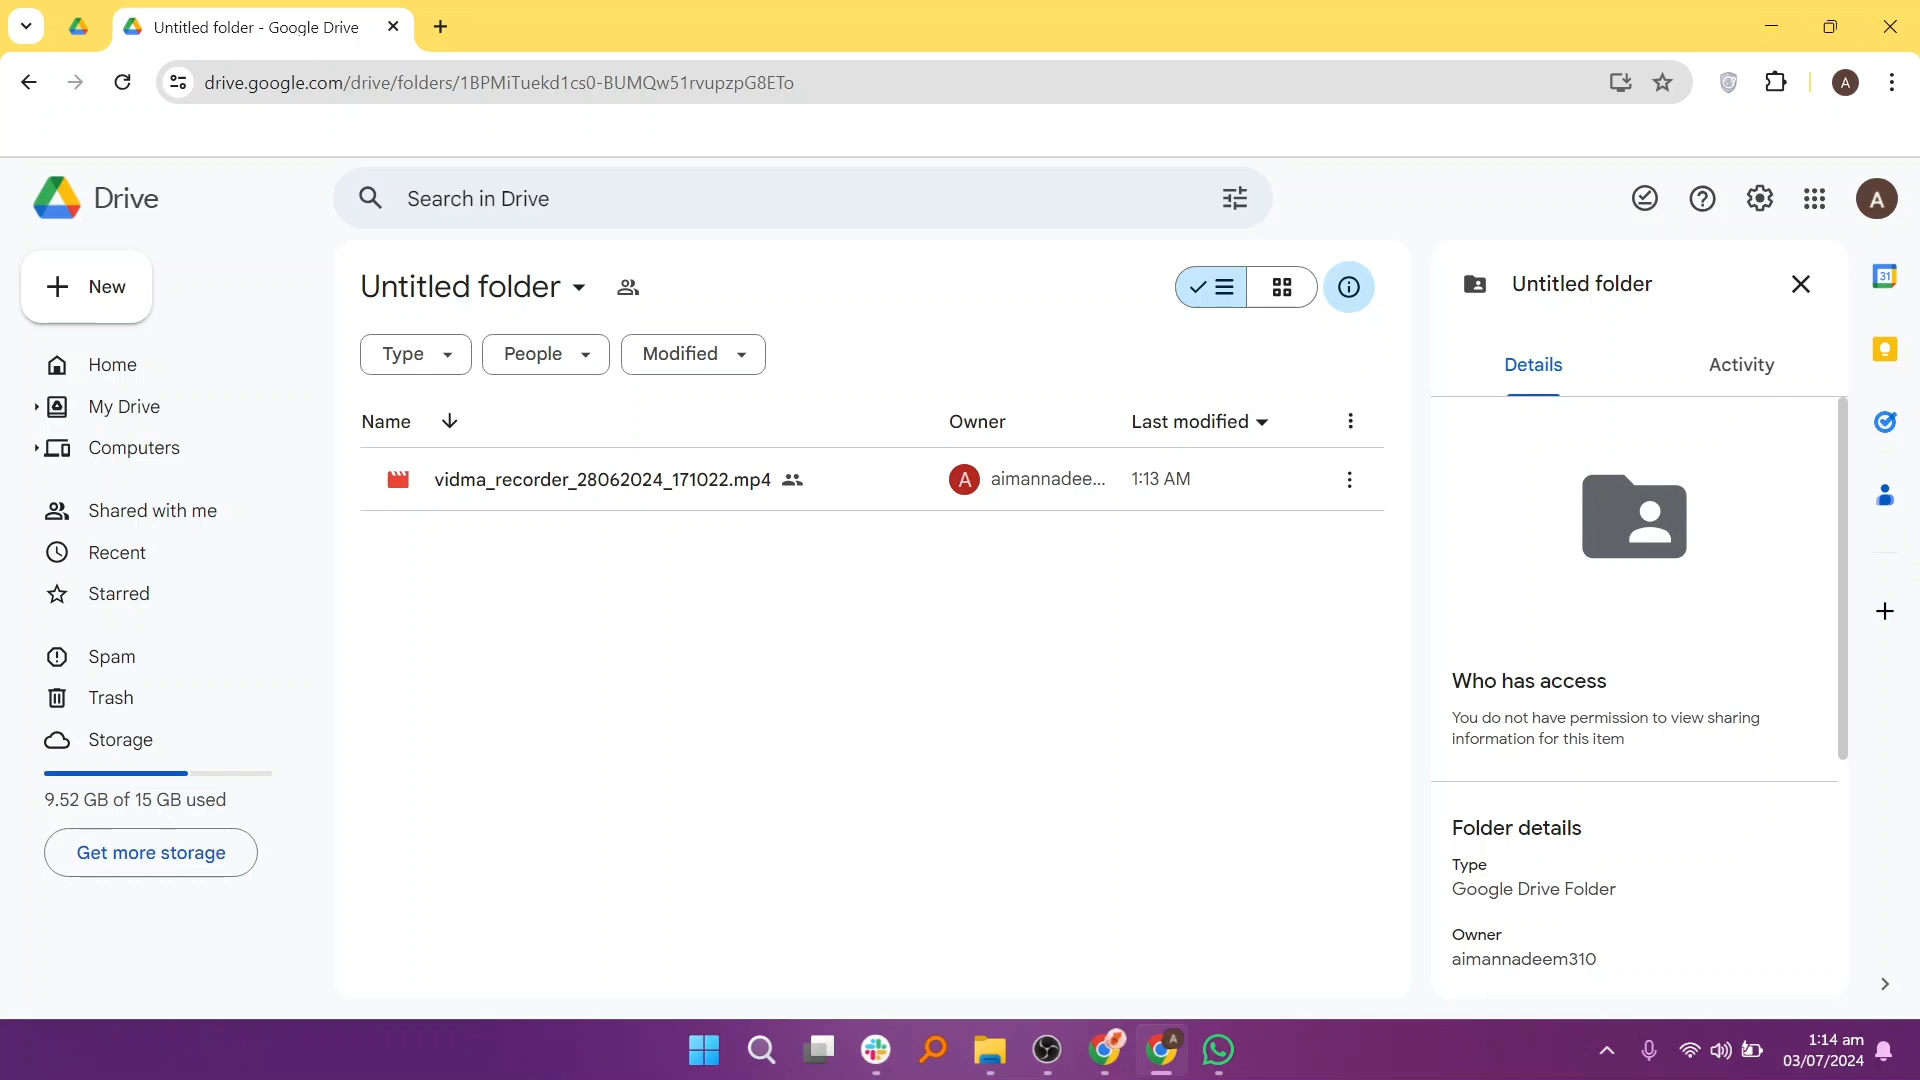 Untitled folder - Google Drive
drive.google.com/drive/folders/1BPMiTuekd1cs0-BUMQw51rvupzpG8ETo
A
Drive
Search in Drive
A
New
Untitled folder
Untitled folder
31
Type
People
Modified
Home
Details
Activity
My Drive
Name
Owner
Last modified
Computers
vidma_recorder_28062024_171022.mp4
A
aimannadee...
1:13 AM
Shared with me
Recent
Starred
Spam
Who has access
Trash
You do not have permission to view sharing
information for this item
Storage
9.52 GB of 15 GB used
Folder details
Get more storage
Type
Google Drive Folder
Owner
aimannadeem310
A
1:14 am
03/07/2024